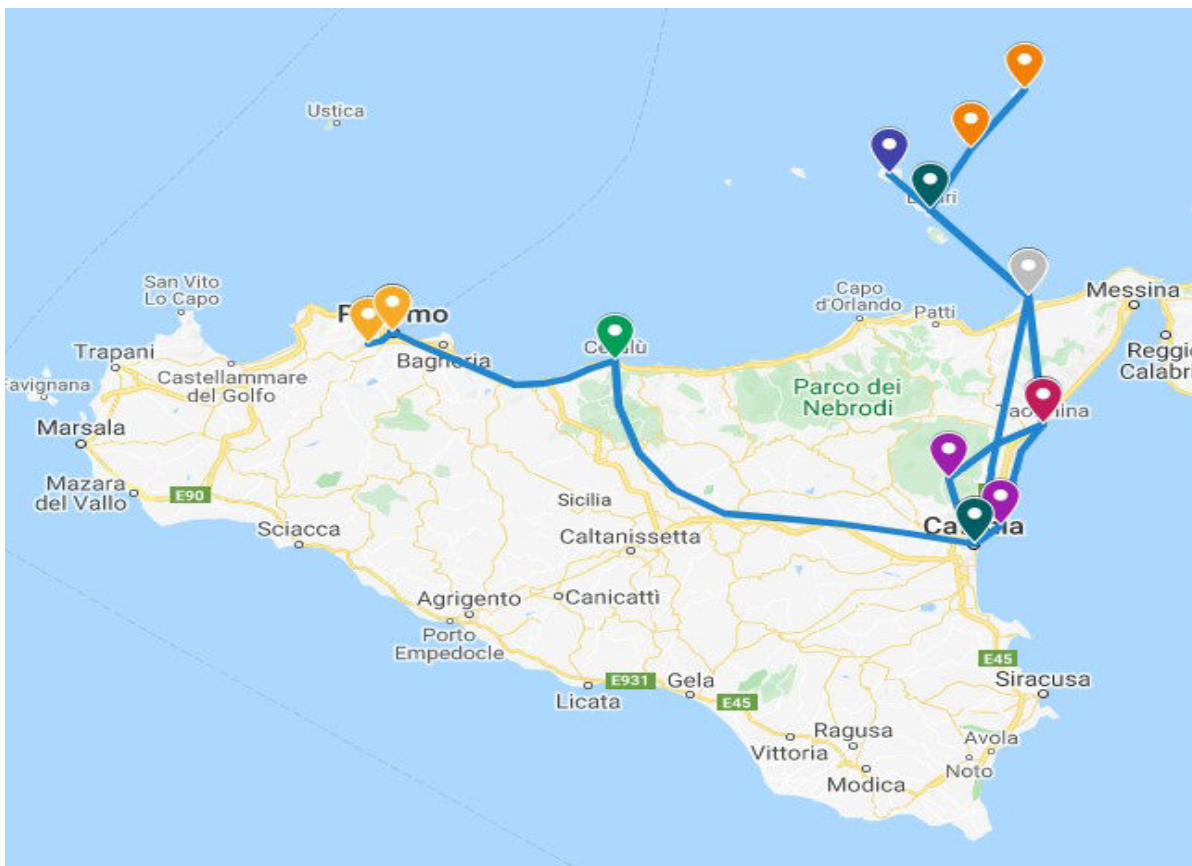 Ustica
San Vito
Lo Capo
Capo
d'Orlando
Patti
Messina
Reggio
Calabri
Trapani
Bagheria
Castellammare
del Golfo
Favignana
Parco dei
Nebrodi
Marsala
Mazara
del Vallo
E90
Sicilia
Sciacca
Caltanissetta
Agrigento
Canicattì
Porto
Empedocle
E45
E931
Gela
Siracusa
Licata
E45
Ragusa
Avola
Vittoria
Noto
Modica